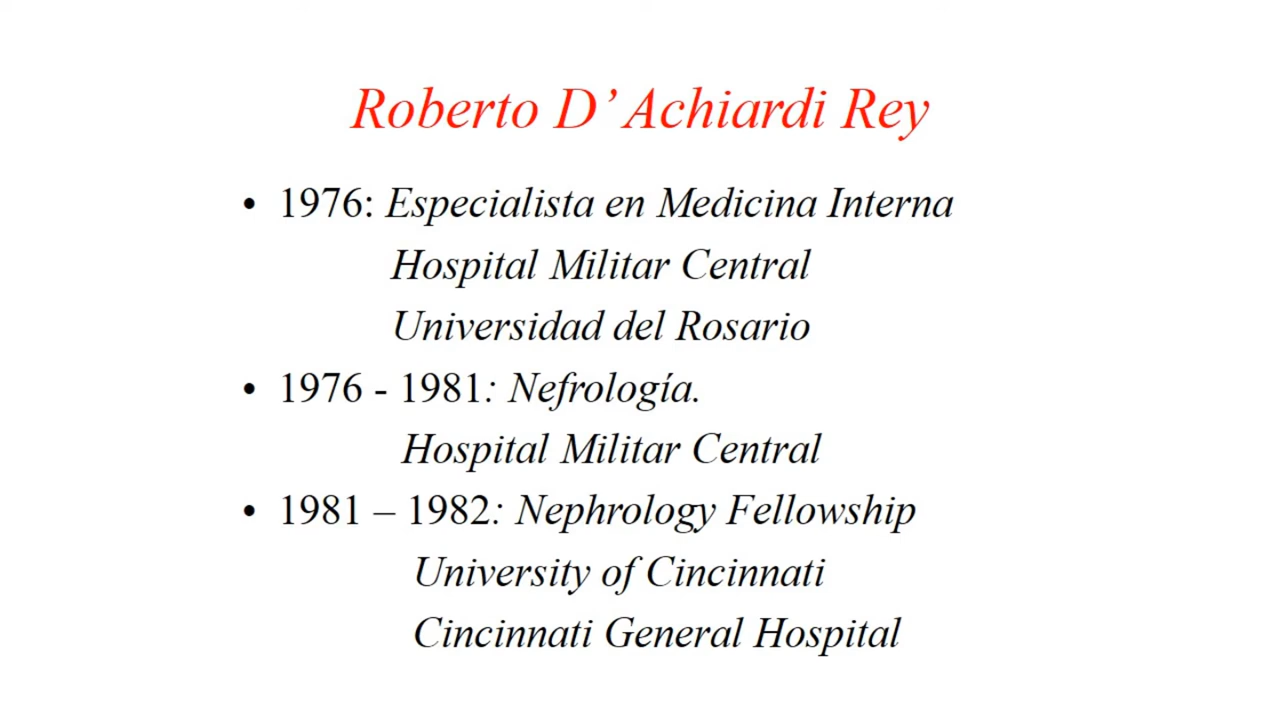 Roberto D’ Achiardi Rey
• 1976: Especialista en Medicina Interna
Hospital Militar Central
Universidad del Rosario
• 1976 - 1981: Nefrología.
Hospital Militar Central
• 1981 – 1982: Nephrology Fellowship
University of Cincinnati
Cincinnati General Hospital